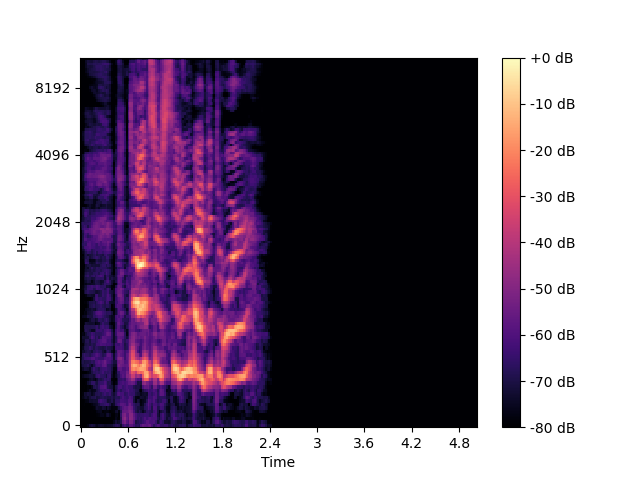 +0 dB
8192
-10 dB
4096
-20 dB
-30 dB
2048
Hz
-40 dB
1024
-50 dB
-60 dB
512
-70 dB
0
-80 dB
0 0.6 1.2 1.8 2.4 3 3.6 4.2 4.8
Time